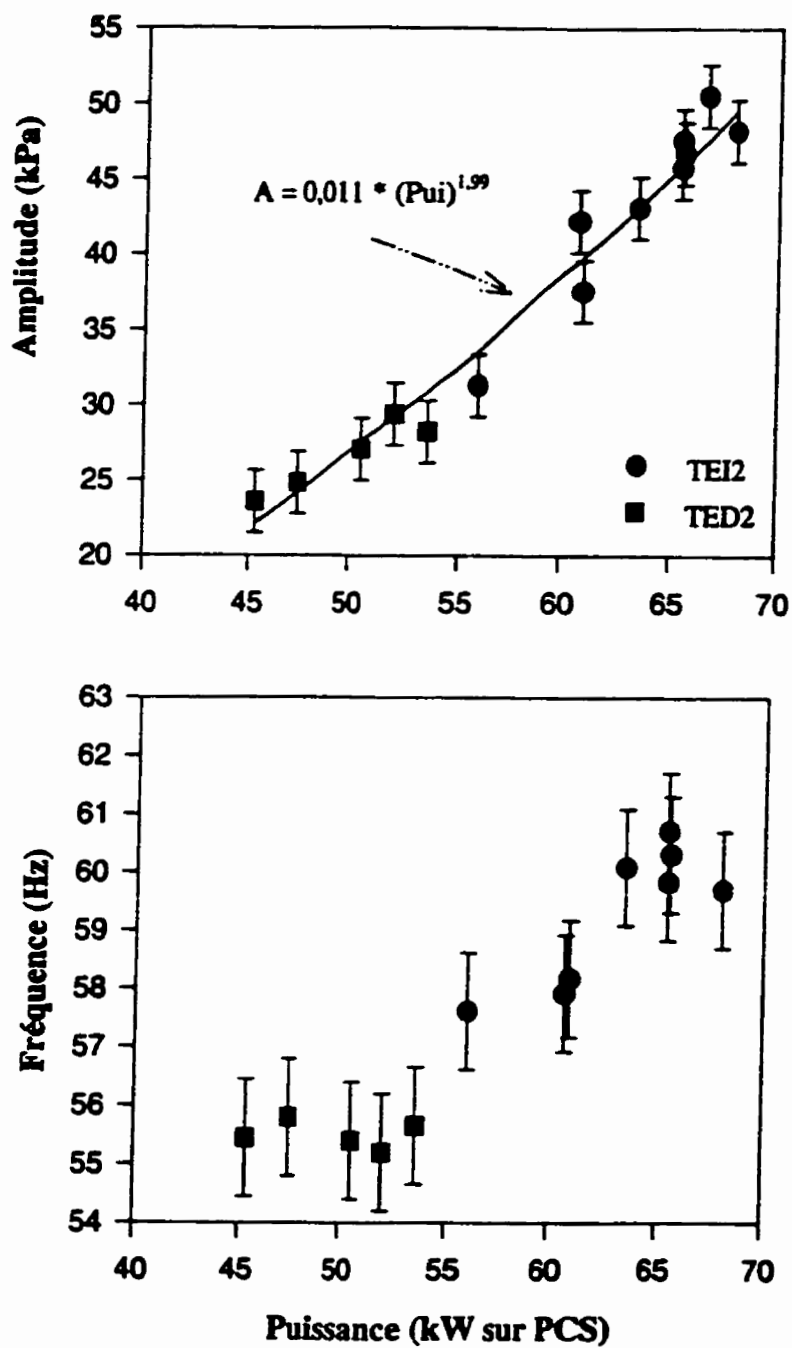 55
50
45
40
35
30
25
20
Amplitude (kPa)
A = 0,011 * (Pui)^1,99
TEI2
TED2
40 45 50 55 60 65 70
63
62
61
60
59
58
57
56
55
54
Fréquence (Hz)
40 45 50 55 60 65 70
Puissance (kW sur PCS)